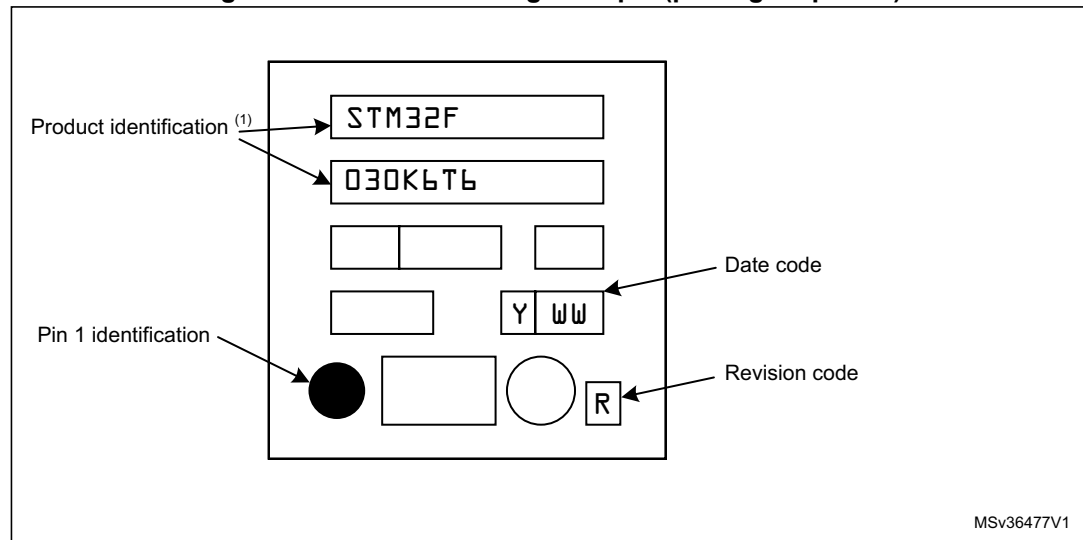 Product identification (1)
STM32F
030K6T6
Date code
Y WW
Pin 1 identification
Revision code
R
MSv36477V1